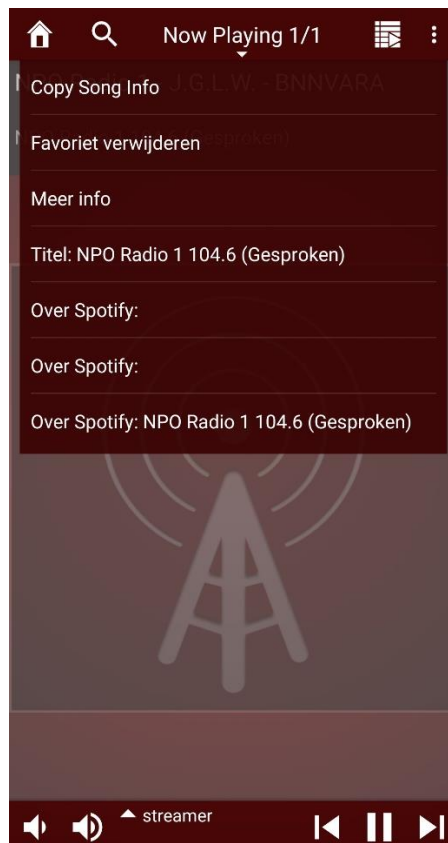 Now Playing 1/1
J.G.L.W. - BNNVARA
Copy Song Info
Favoriet verwijderen
Meer info
Titel: NPO Radio 1 104.6 (Gesproken)
Over Spotify:
Over Spotify:
Over Spotify: NPO Radio 1 104.6 (Gesproken)
streamer